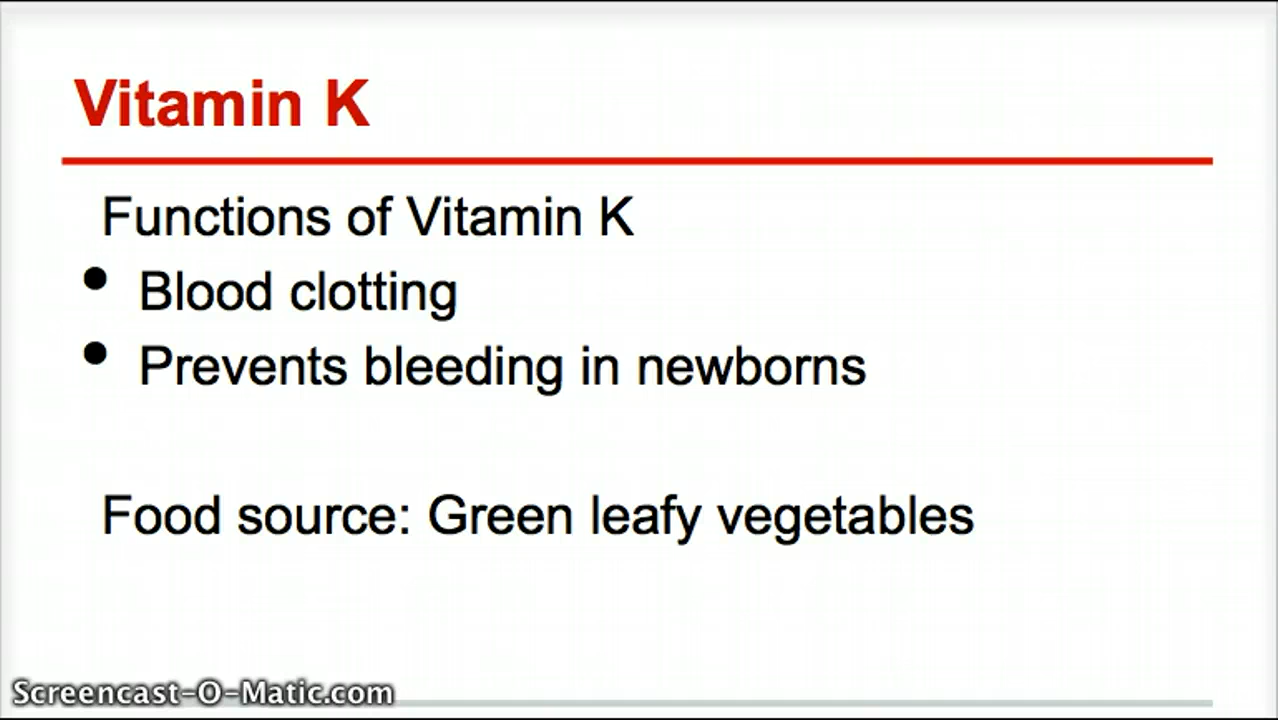 Vitamin K
Functions of Vitamin K
• Blood clotting
• Prevents bleeding in newborns
Food source: Green leafy vegetables
Screencast-O-Matic.com